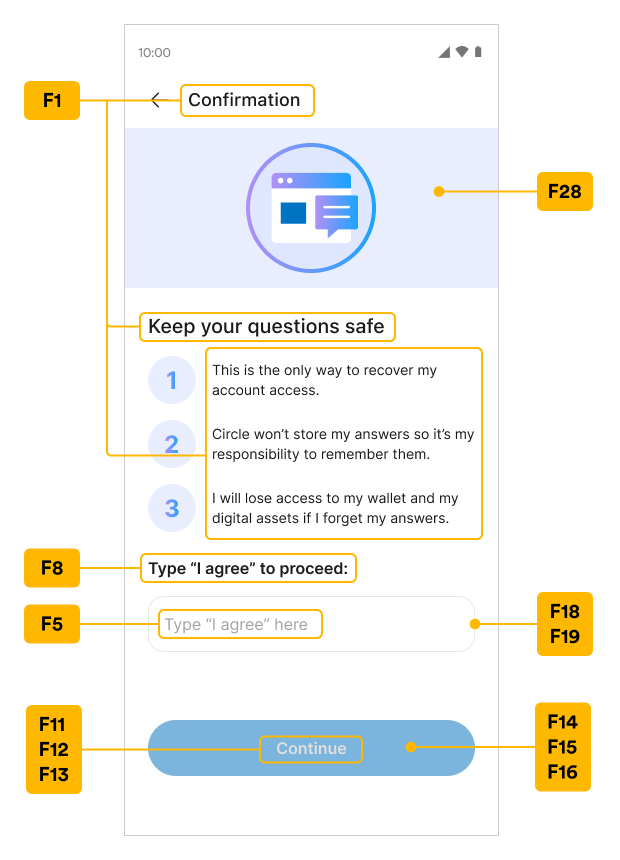 10:00
F1
Confirmation
F28
Keep your questions safe
1
This is the only way to recover my
account access.
2
Circle won’t store my answers so it’s my
responsibility to remember them.
3
I will lose access to my wallet and my
digital assets if I forget my answers.
F8
Type “I agree” to proceed:
F5
Type “I agree” here
F18
F19
F11
F12
F13
Continue
F14
F15
F16